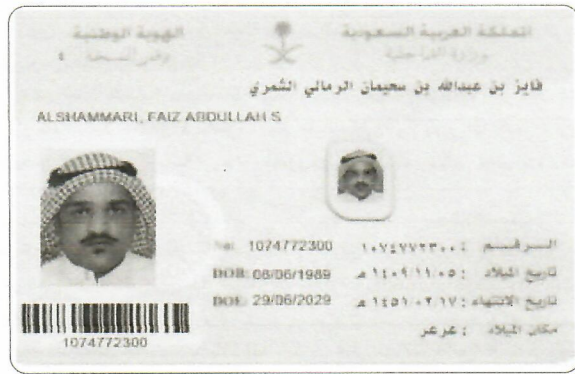 المملكة العربية السعودية
وزارة الداخلية
الهوية الوطنية
فايز بن عبدالله بن سحيمان الرمالي الشمري
ALSHAMMARI, FAIZ ABDULLAH S
1074772300 الرقم : ١٠٧٤٧٧٢٣٠٠
DOB: 08/06/1989 تاريخ الميلاد : ١٤٠٩/١١/٠٥ هـ
DOE: 29/06/2029 تاريخ الانتهاء : ١٤٥١/٠٢/١٧ هـ
مكان الميلاد : عرعر
1074772300